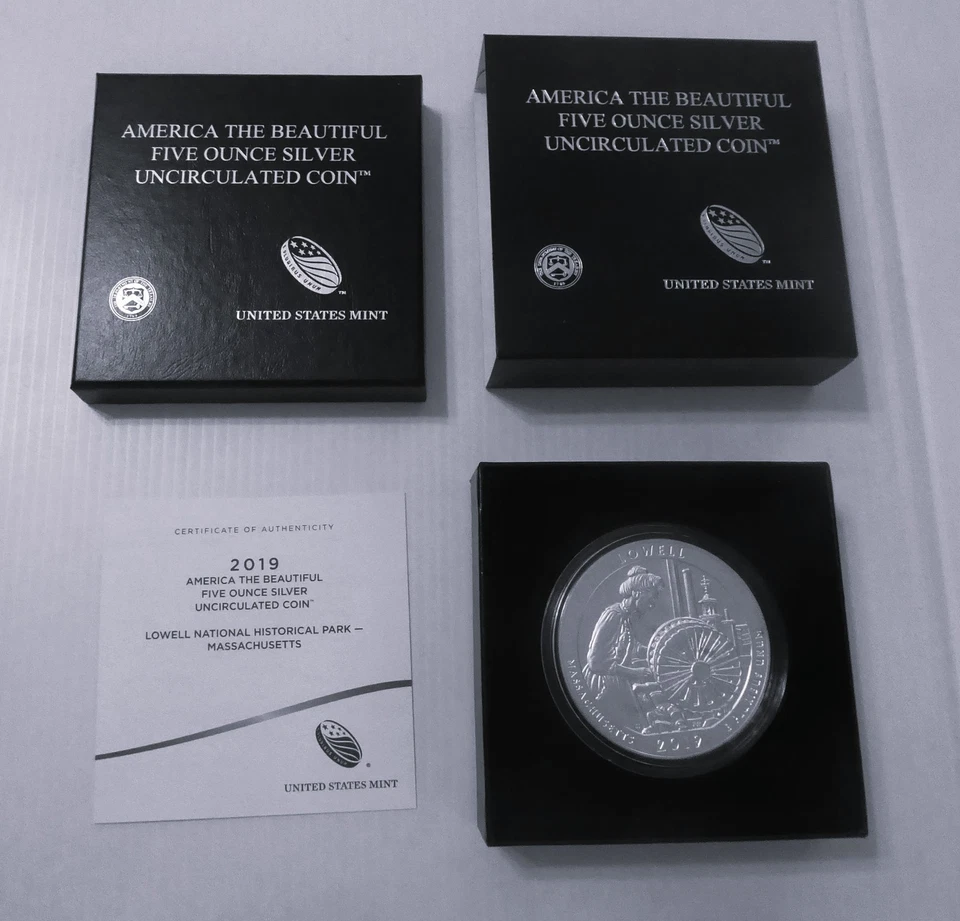 AMERICA THE BEAUTIFUL
FIVE OUNCE SILVER
UNCIRCULATED COIN™
UNITED STATES MINT
AMERICA THE BEAUTIFUL
FIVE OUNCE SILVER
UNCIRCULATED COIN™
UNITED STATES MINT
CERTIFICATE OF AUTHENTICITY
2019
AMERICA THE BEAUTIFUL
FIVE OUNCE SILVER
UNCIRCULATED COIN™
LOWELL NATIONAL HISTORICAL PARK —
MASSACHUSETTS
UNITED STATES MINT
LOWELL
MASSACHUSETTS
2019